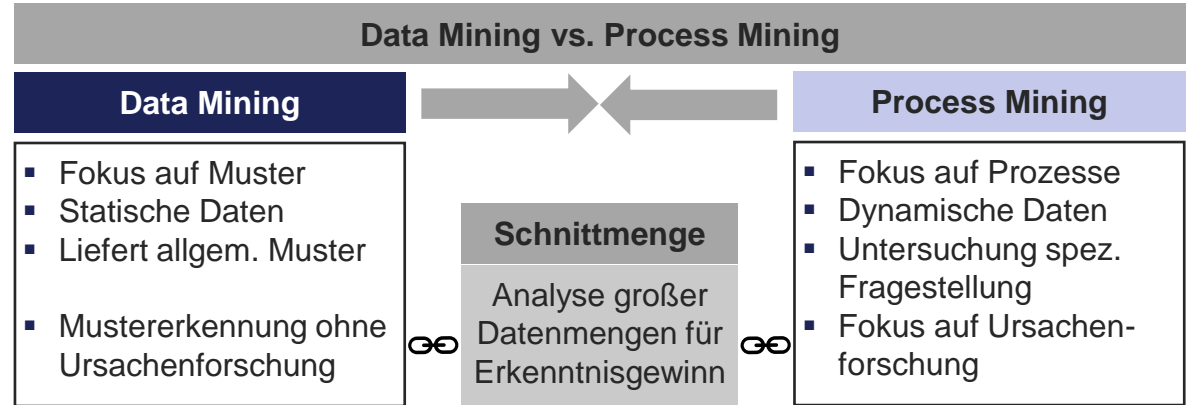 Data Mining vs. Process Mining
Data Mining
Fokus auf Muster
Statische Daten
Liefert allgem. Muster
Mustererkennung ohne
Ursachenforschung
Schnittmenge
Analyse großer
Datenmengen für
Erkenntnisgewinn
Process Mining
Fokus auf Prozesse
Dynamische Daten
Untersuchung spez.
Fragestellung
Fokus auf Ursachen-
forschung